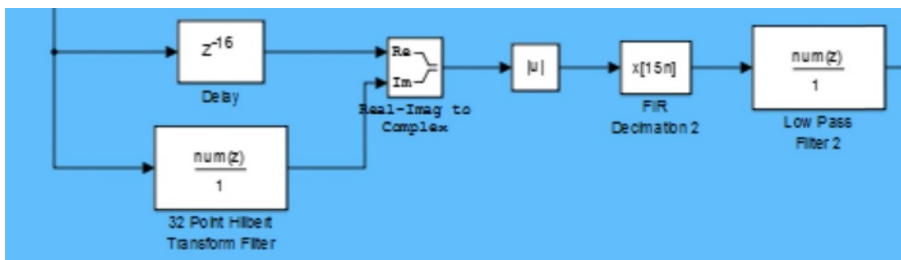 Z-16
Delay
Re
Im
Real-Imag to
Complex
|u|
x[15n]
FIR
Decimation 2
num(z)
1
Low Pass
Filter 2
num(z)
1
32 Point Hilbert
Transform Filter